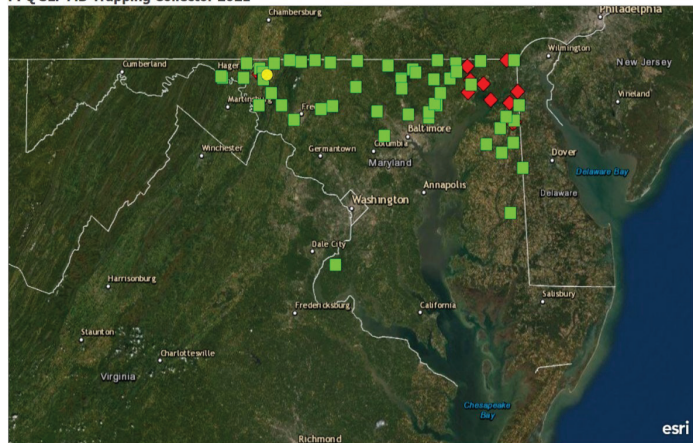 Chambersburg
Philadelphia
Wilmington
New Jersey
Cumberland
Hager
Vineland
Martinsburg
Fre
Baltimore
Winchester
Columbia
Germantown
Maryland
Dover
Delaware Bay
Annapolis
Delaware
Washington
Dale City
Harrisonburg
Salisbury
Fredericksburg
California
Staunton
Charlottesville
Virginia
Chesapeake
Bay
Richmond
esri